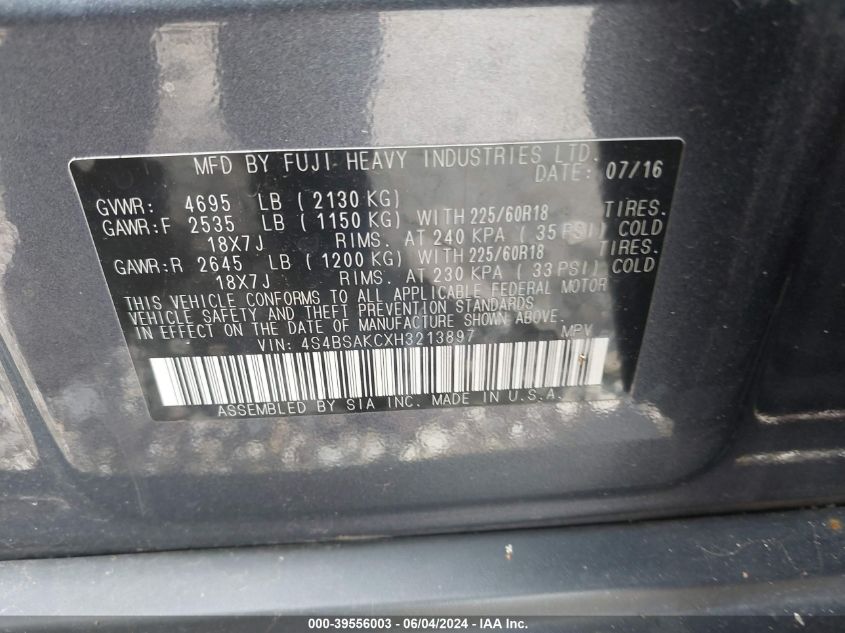 MFD BY FUJI HEAVY INDUSTRIES LTD.
DATE: 07/16
GVWR: 4695 LB ( 2130 KG)
GAWR:F 2535 LB ( 1150 KG) WITH 225/60R18 TIRES.
18X7J RIMS. AT 240 KPA ( 35 PSI) COLD
GAWR:R 2645 LB ( 1200 KG) WITH 225/60R18 TIRES.
18X7J RIMS. AT 230 KPA ( 33 PSI) COLD
THIS VEHICLE CONFORMS TO ALL APPLICABLE FEDERAL MOTOR
VEHICLE SAFETY AND THEFT PREVENTION STANDARDS
IN EFFECT ON THE DATE OF MANUFACTURE SHOWN ABOVE.
VIN: 4S4BSAKCXH3213897 MPV
ASSEMBLED BY SIA INC. MADE IN U.S.A.
000-39556003 - 06/04/2024 - IAA Inc.